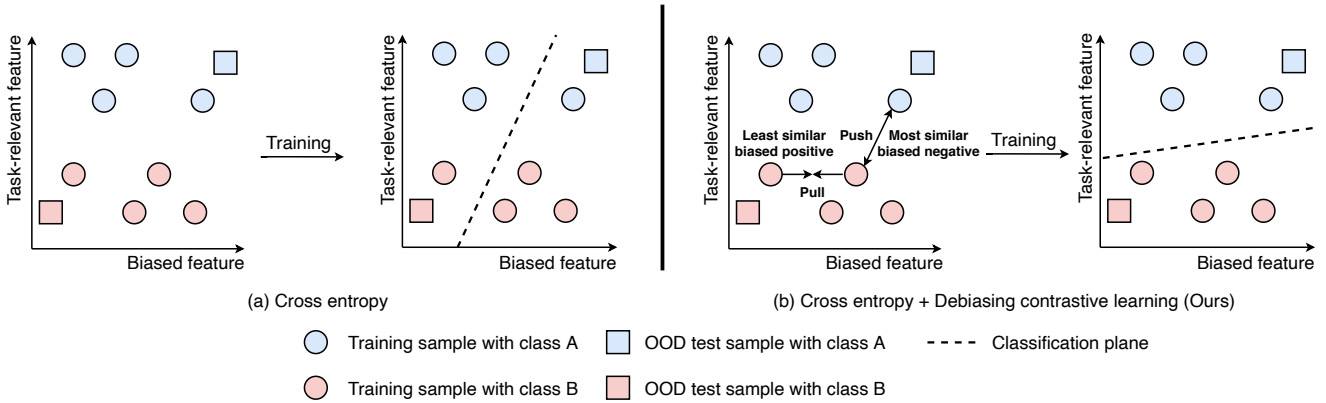 Task-relevant feature
Biased feature
Training
Task-relevant feature
Biased feature
Task-relevant feature
Least similar
biased positive
Push
Most similar
biased negative
Pull
Biased feature
Training
Task-relevant feature
Biased feature
(a) Cross entropy
(b) Cross entropy + Debiasing contrastive learning (Ours)
Training sample with class A
OOD test sample with class A
Classification plane
Training sample with class B
OOD test sample with class B